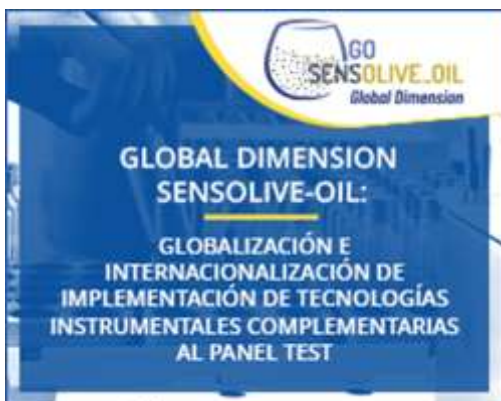 GO
SENSOLIVE_OIL
Global Dimension
GLOBAL DIMENSION
SENSOLIVE-OIL:
GLOBALIZACIÓN E
INTERNACIONALIZACIÓN DE
IMPLEMENTACIÓN DE TECNOLOGÍAS
INSTRUMENTALES COMPLEMENTARIAS
AL PANEL TEST